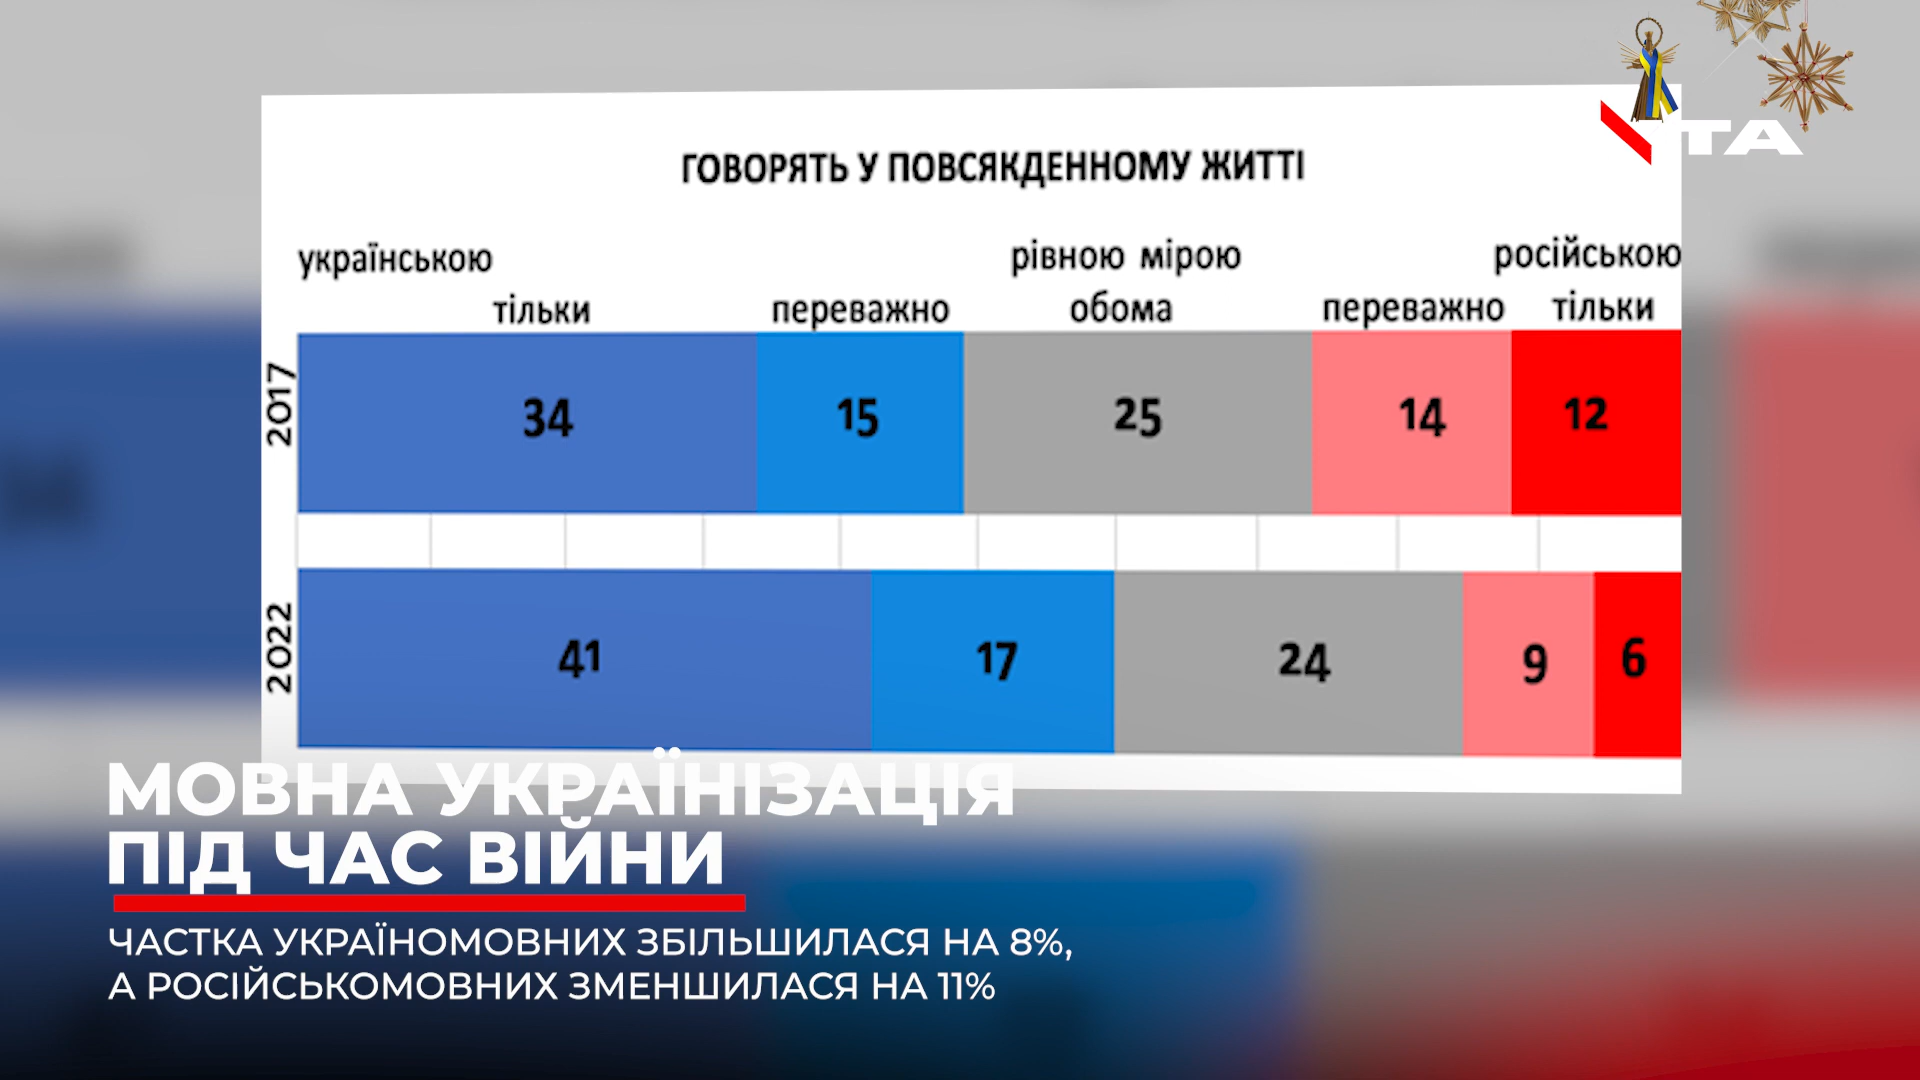 VTA
ГОВОРЯТЬ У ПОВСЯКДЕННОМУ ЖИТТІ
українською рівною мірою російською
тільки переважно обома переважно тільки
2017 34 15 25 14 12
2022 41 17 24 9 6
МОВНА УКРАЇНІЗАЦІЯ
ПІД ЧАС ВІЙНИ
ЧАСТКА УКРАЇНОМОВНИХ ЗБІЛЬШИЛАСЯ НА 8%,
А РОСІЙСЬКОМОВНИХ ЗМЕНШИЛАСЯ НА 11%